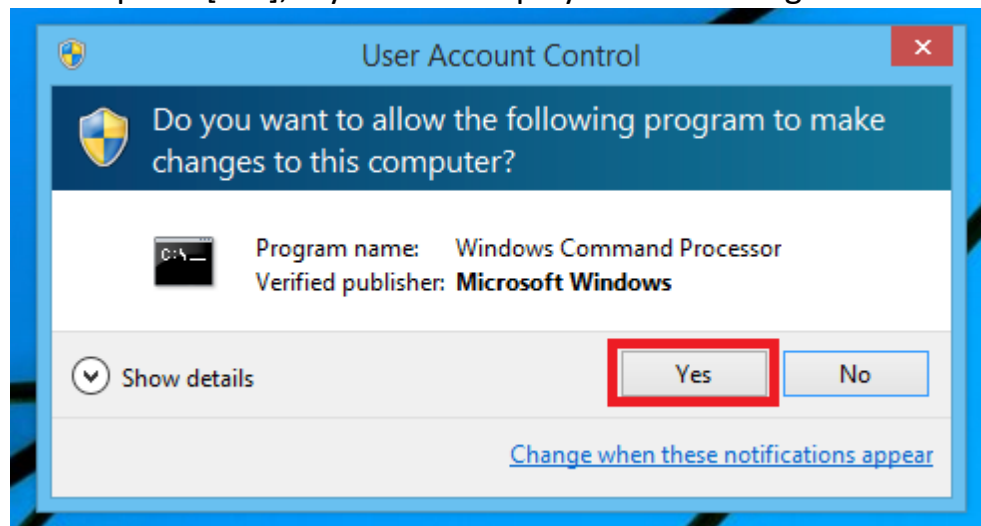 User Account Control
Do you want to allow the following program to make
changes to this computer?
C:\
Program name: Windows Command Processor
Verified publisher: Microsoft Windows
Show details
Yes
No
Change when these notifications appear